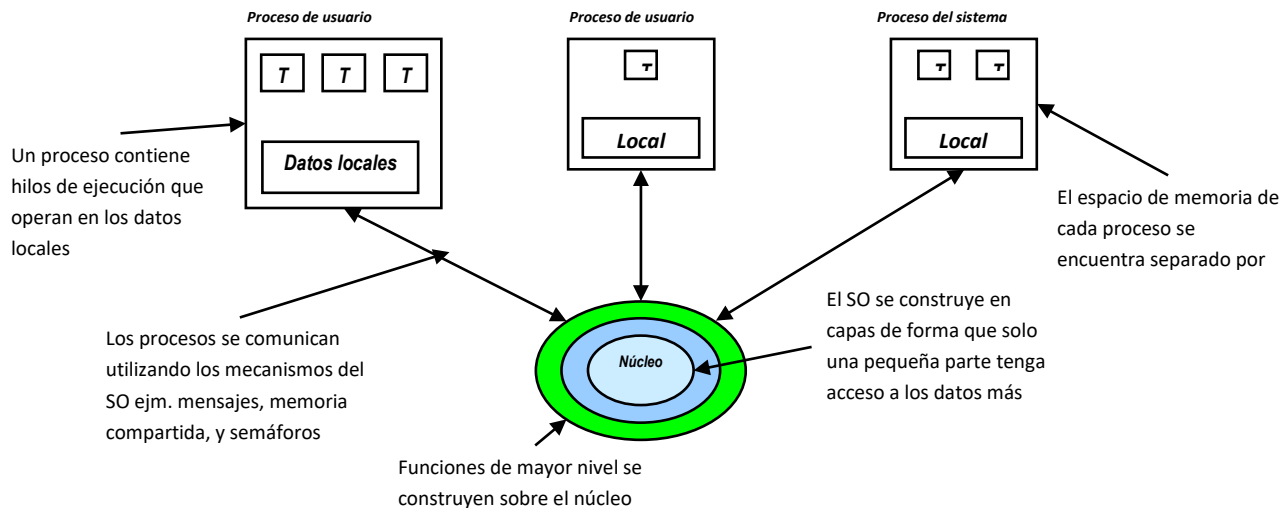 Proceso de usuario
Proceso de usuario
Proceso del sistema
T
T
T
T
T
T
Datos locales
Local
Local
Un proceso contiene
hilos de ejecución que
operan en los datos
locales
El espacio de memoria de
cada proceso se
encuentra separado por
Los procesos se comunican
utilizando los mecanismos del
SO ejm. mensajes, memoria
compartida, y semáforos
Núcleo
El SO se construye en
capas de forma que solo
una pequeña parte tenga
acceso a los datos más
Funciones de mayor nivel se
construyen sobre el núcleo